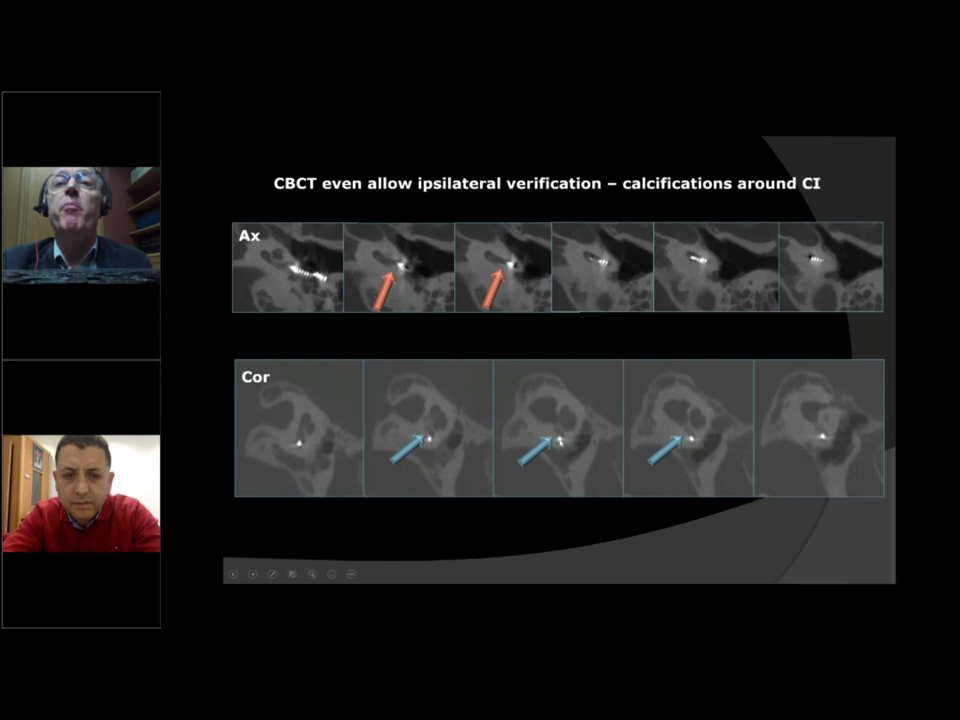 CBCT even allow ipsilateral verification – calcifications around CI
Ax
Cor